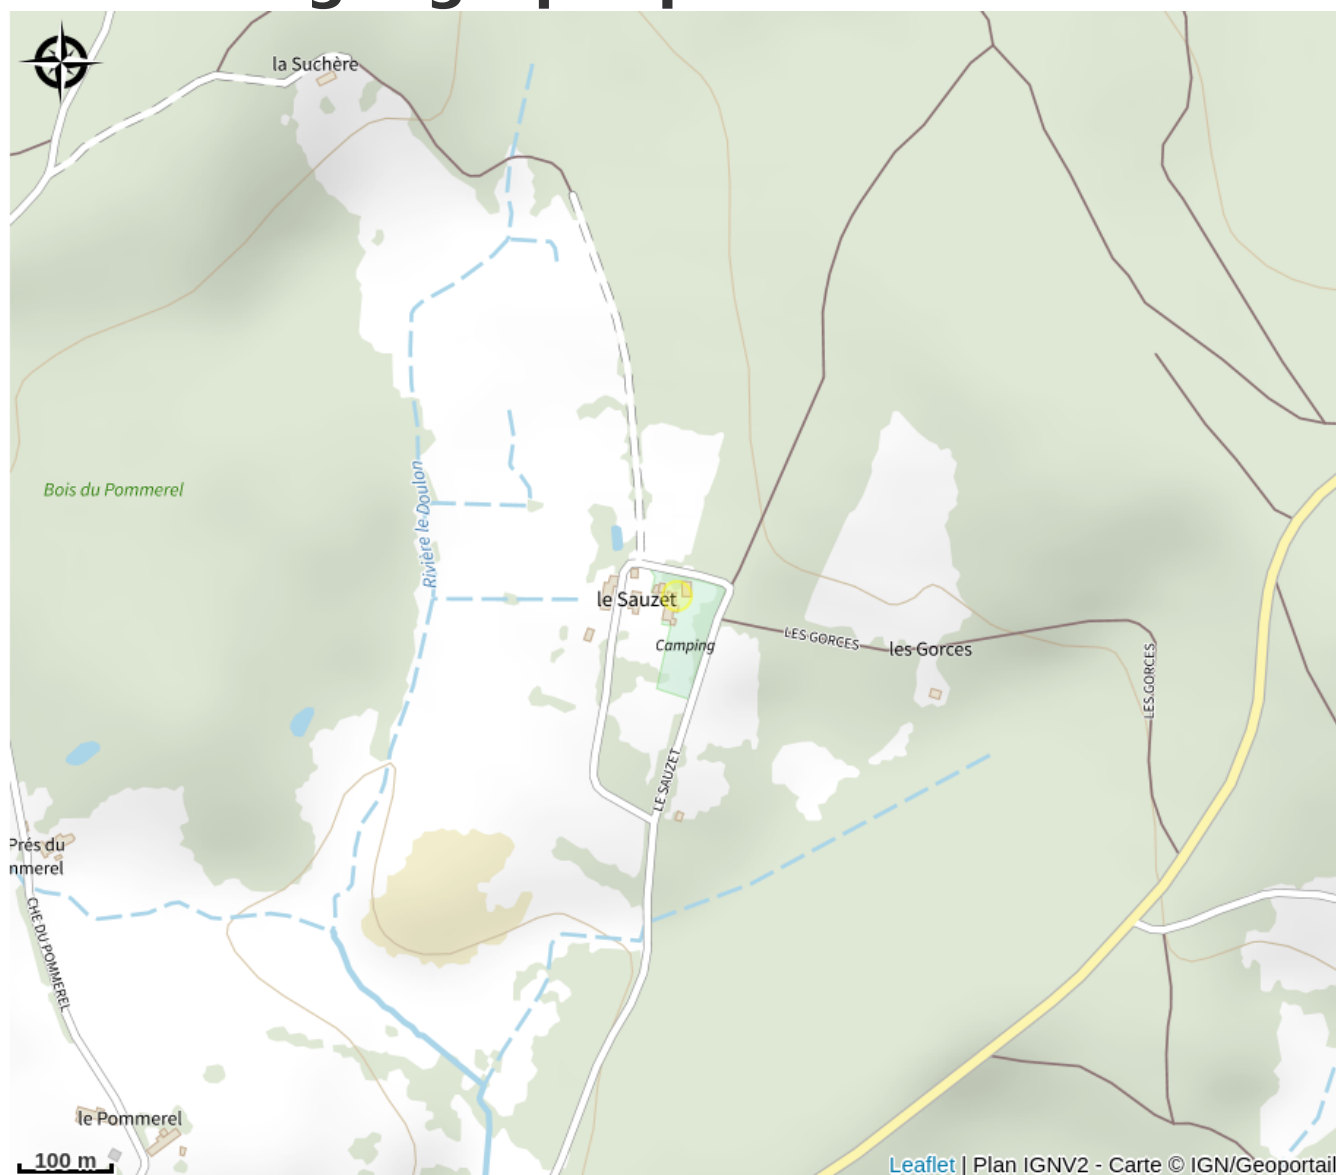 la Suchère
Bois du Pommerel
Rivière le Doulon
le Sauzet
Camping
LES GORCES
les Gorces
LES GORCES
LE SAUZET
Prés du
mmerel
CHE DU POMMEREL
le Pommerel
100 m
Leaflet | Plan IGNV2 - Carte © IGN/Geoportail